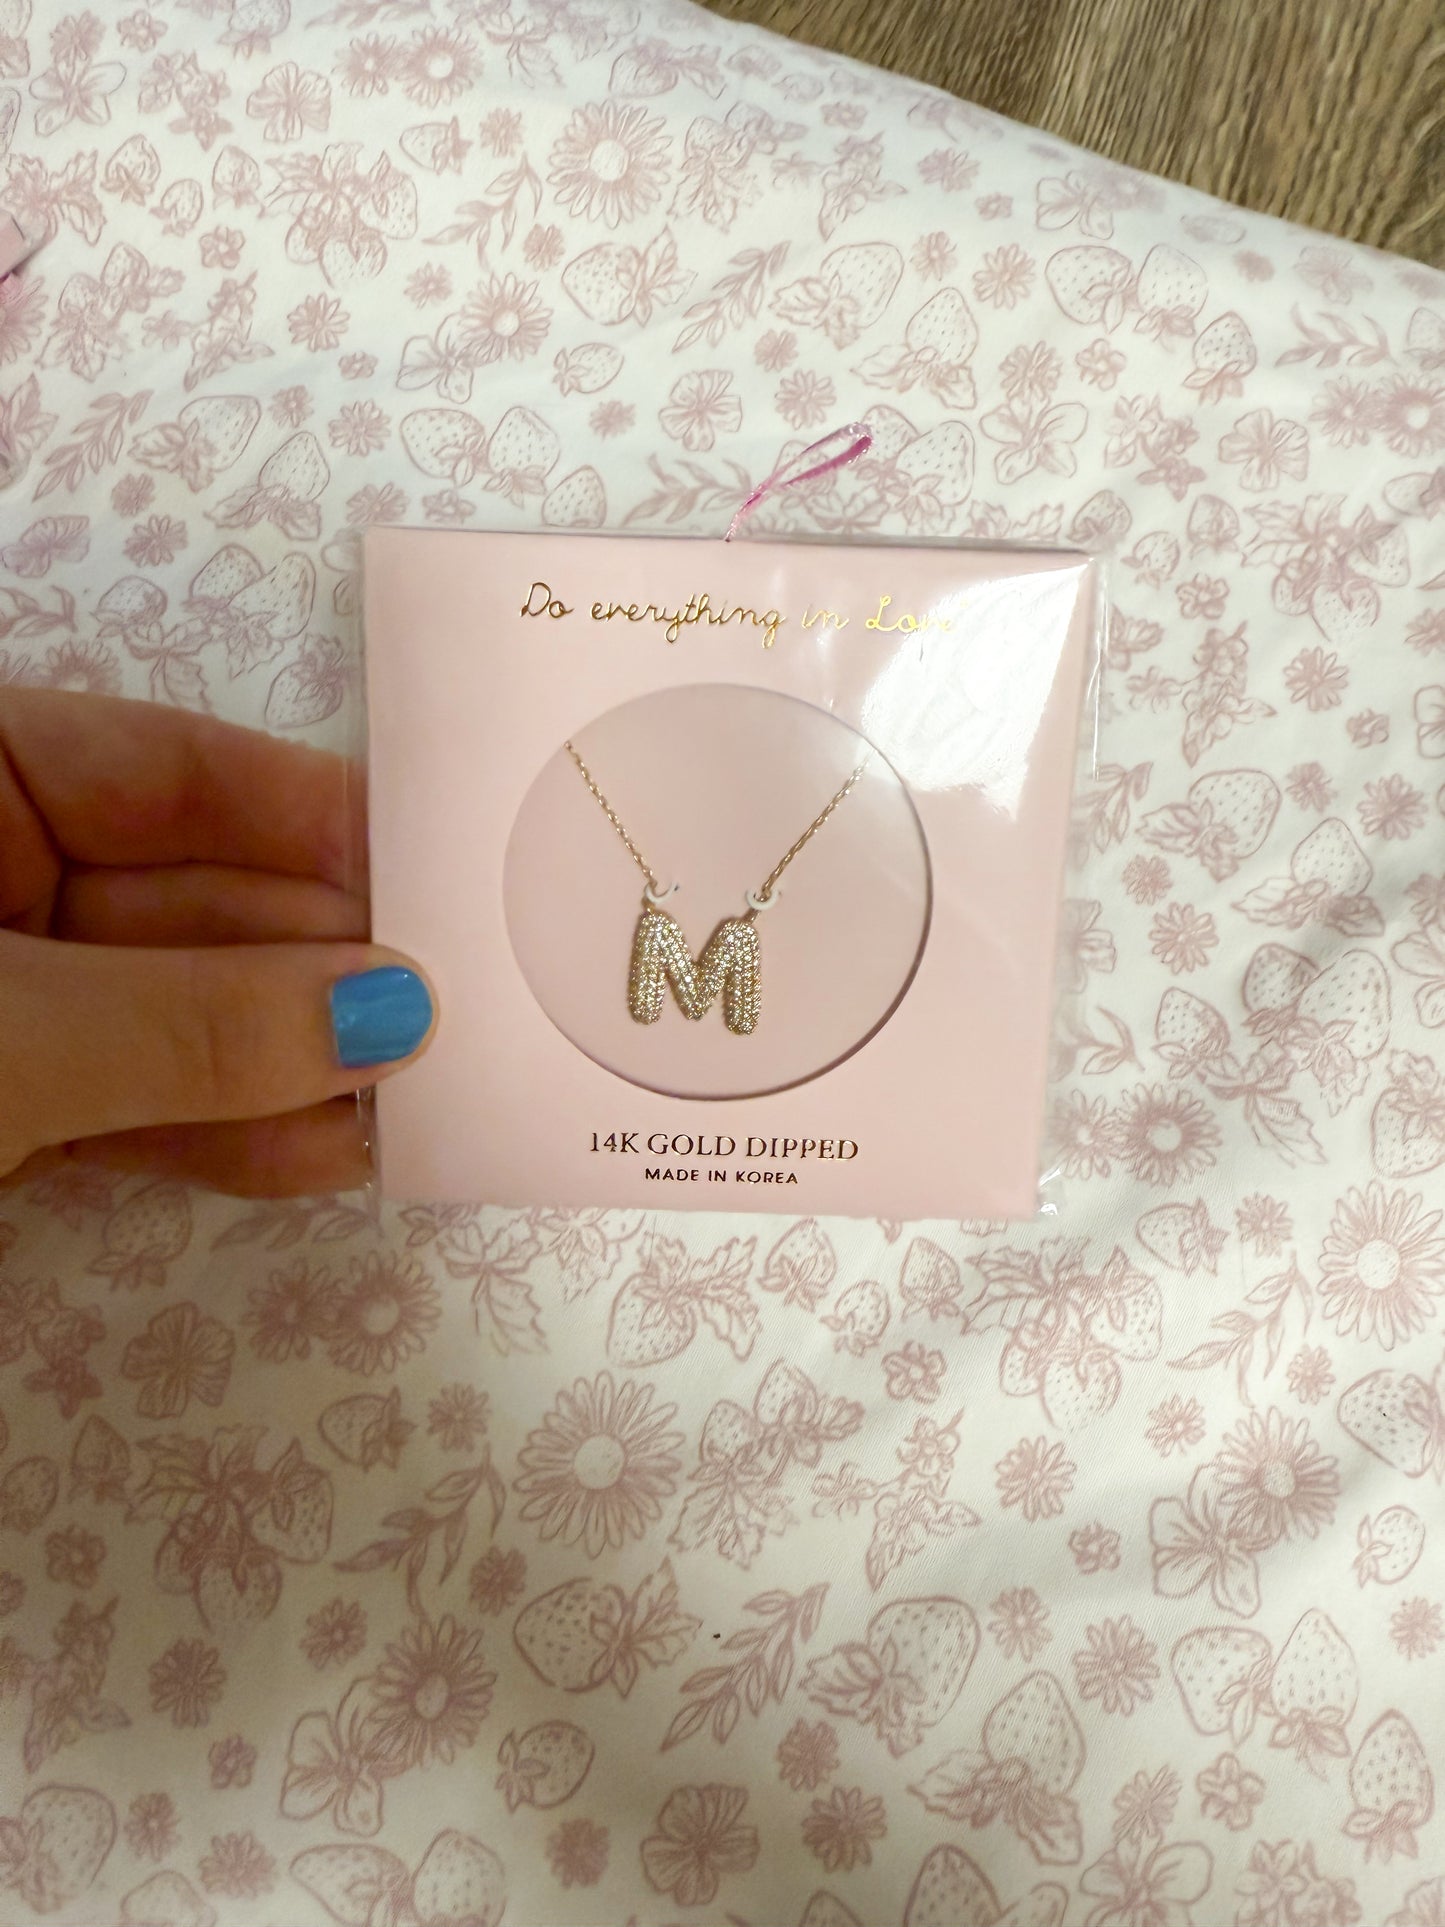 Do everything in Love
M
14K GOLD DIPPED
MADE IN KOREA